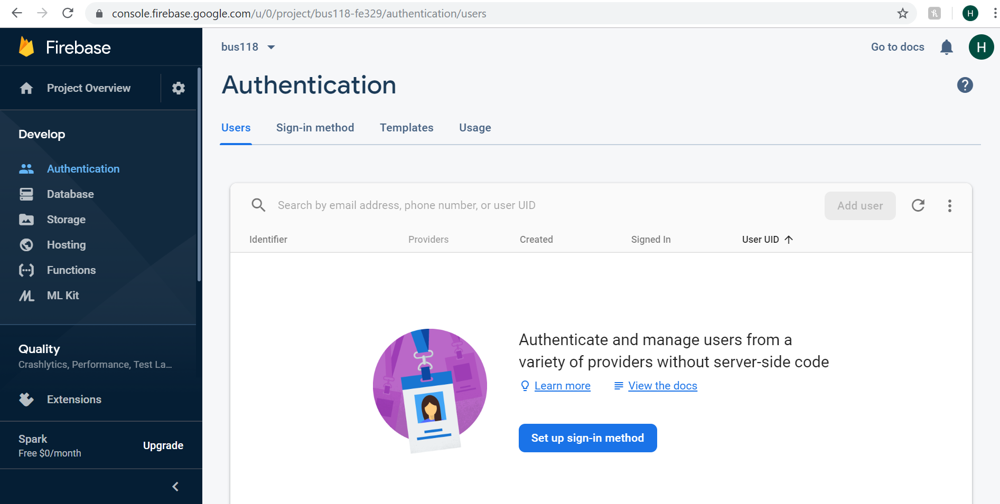 console.firebase.google.com/u/0/project/bus118-fe329/authentication/users
H
Firebase
bus118
Go to docs
H
Project Overview
Authentication
Users
Sign-in method
Templates
Usage
Develop
Authentication
Database
Storage
Hosting
Functions
ML Kit
Quality
Crashlytics, Performance, Test La...
Extensions
Spark
Free $0/month
Upgrade
Search by email address, phone number, or user UID
Add user
Identifier
Providers
Created
Signed In
User UID
Authenticate and manage users from a
variety of providers without server-side code
Learn more
View the docs
Set up sign-in method